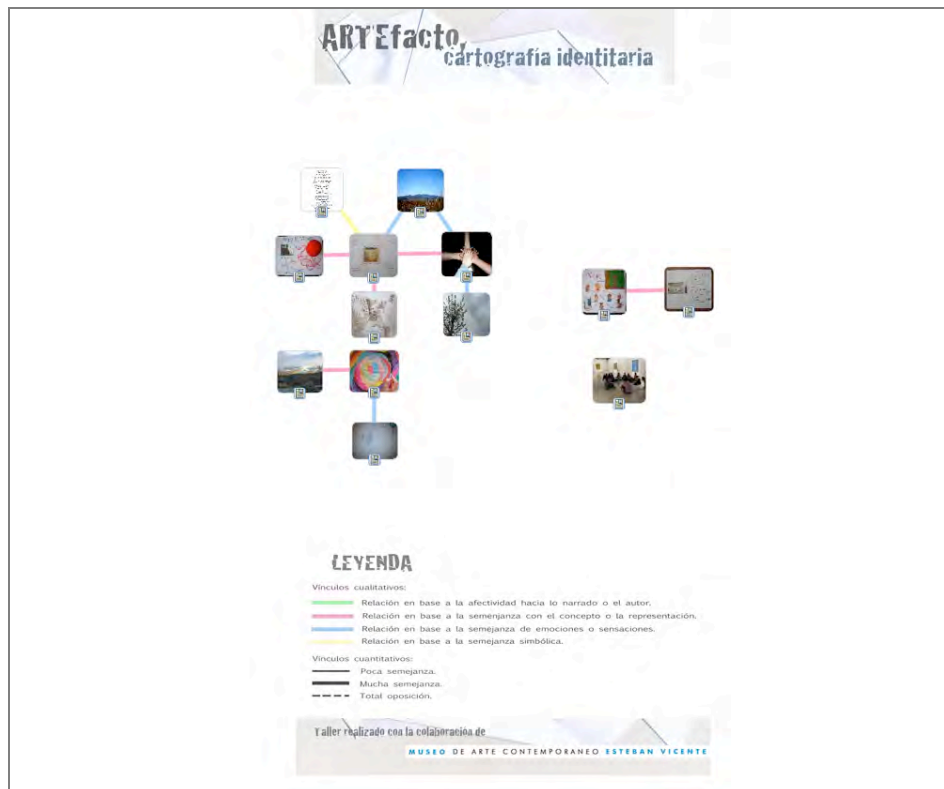 ARTEfacto,
cartografía identitaria
LEYENDA
Vínculos cualitativos:
Relación en base a la afectividad hacia lo narrado o el autor.
Relación en base a la semenjanza con el concepto o la representación.
Relación en base a la semejanza de emociones o sensaciones.
Relación en base a la semejanza simbólica.
Vínculos cuantitativos:
Poca semejanza.
Mucha semejanza.
Total oposición.
Taller realizado con la colaboración de
MUSEO DE ARTE CONTEMPORANEO ESTEBAN VICENTE